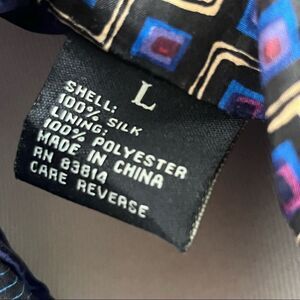 L
SHELL:
100% SILK
LINING:
100% POLYESTER
MADE IN CHINA
RN 83814
CARE REVERSE